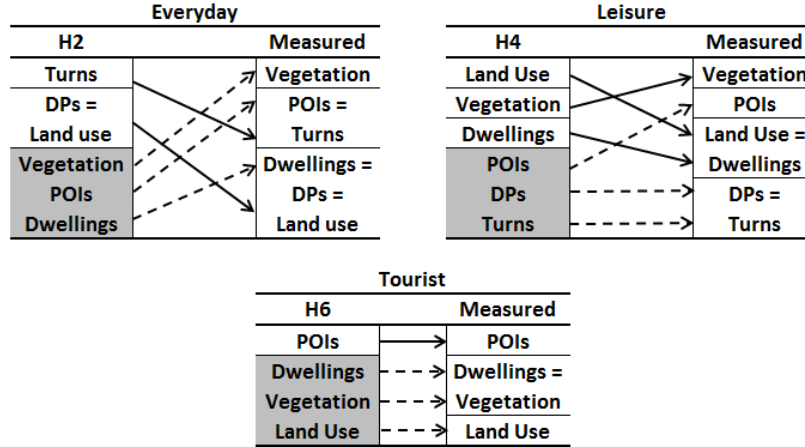 Everyday
H2 Measured
Turns Vegetation
DPs = POIs =
Land use Turns
Vegetation Dwellings =
POIs DPs =
Dwellings Land use
Leisure
H4 Measured
Land Use Vegetation
Vegetation POIs
Dwellings Land Use =
POIs Dwellings
DPs DPs =
Turns Turns
Tourist
H6 Measured
POIs POIs
Dwellings Dwellings =
Vegetation Vegetation
Land Use Land Use